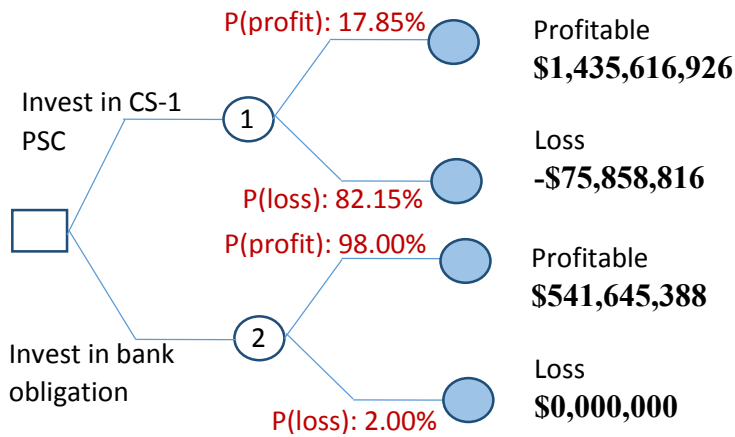 P(profit): 17.85%
Profitable
$1,435,616,926
Invest in CS-1
PSC
1
Loss
-$75,858,816
P(loss): 82.15%
P(profit): 98.00%
Profitable
$541,645,388
2
Invest in bank
obligation
Loss
$0,000,000
P(loss): 2.00%